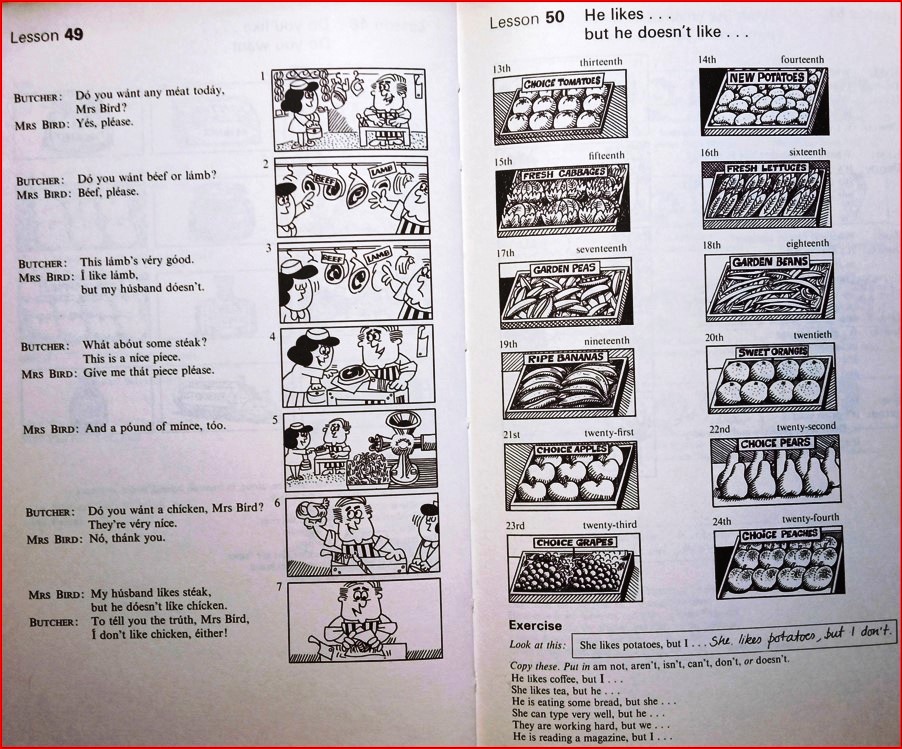 Lesson 49
1
BUTCHER: Dó you wánt any méat todáy,
Mrs Bird?
MRS BIRD: Yés, pléase.
2
BUTCHER: Dó you wánt béef or lámb?
MRS BIRD: Béef, pléase.
BEEF
LAMB
3
BUTCHER: This lámb's véry góod.
MRS BIRD: Í like lámb,
but my húsband dóesn't.
BEEF
LAMB
4
BUTCHER: Whát abóut some stéak?
This is a nice piece.
MRS BIRD: Give me thát piece pléase.
5
MRS BIRD: And a póund of mínce, tóo.
6
BUTCHER: Dó you wánt a chícken, Mrs Bird?
They're véry nice.
MRS BIRD: Nó, thánk you.
7
MRS BIRD: My húsband likes stéak,
but he dóesn't like chícken.
BUTCHER: To téll you the trúth, Mrs Bird,
Í don't like chicken, éither!
Lesson 50 He likes . . .
but he doesn't like . . .
13th thirteenth
CHOICE TOMATOES
14th fourteenth
NEW POTATOES
15th fifteenth
FRESH CABBAGES
16th sixteenth
FRESH LETTUCES
17th seventeenth
GARDEN PEAS
18th eighteenth
GARDEN BEANS
19th nineteenth
RIPE BANANAS
20th twentieth
SWEET ORANGES
21st twenty-first
CHOICE APPLES
22nd twenty-second
CHOICE PEARS
23rd twenty-third
CHOICE GRAPES
24th twenty-fourth
CHOICE PEACHES
Exercise
Look at this: She likes potatoes, but I . . . She likes potatoes, but I don't.
Copy these. Put in am not, aren't, isn't, can't, don't, or doesn't.
He likes coffee, but I . . .
She likes tea, but he . . .
He is eating some bread, but she . . .
She can type very well, but he . . .
They are working hard, but we . . .
He is reading a magazine, but I . . .